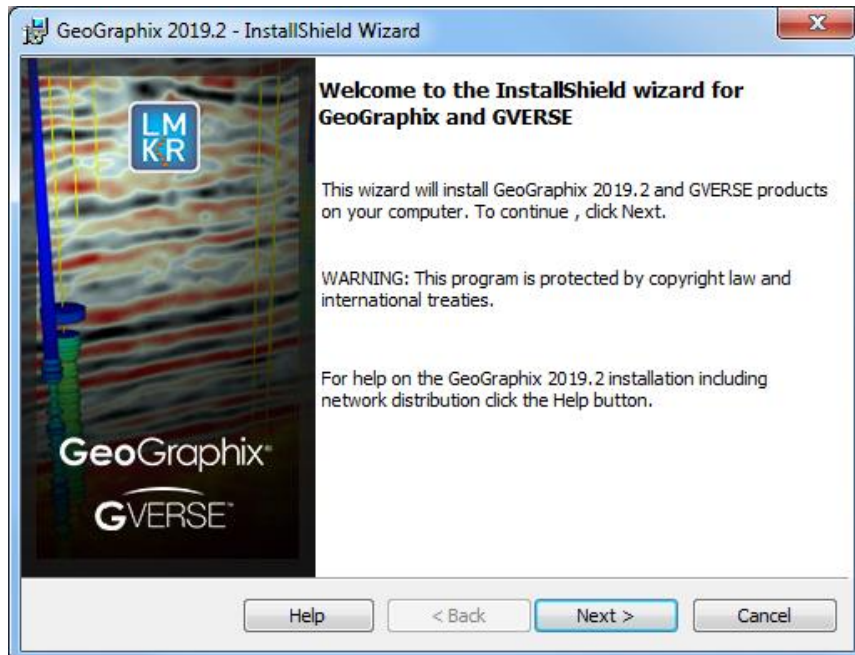 GeoGraphix 2019.2 - InstallShield Wizard
LM
KR
Welcome to the InstallShield wizard for
GeoGraphix and GVERSE
This wizard will install GeoGraphix 2019.2 and GVERSE products
on your computer. To continue , click Next.
WARNING: This program is protected by copyright law and
international treaties.
For help on the GeoGraphix 2019.2 installation including
network distribution click the Help button.
GeoGraphix®
GVERSE™
Help
< Back
Next >
Cancel